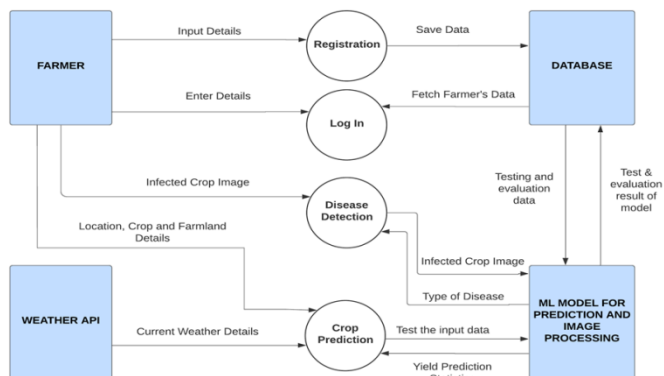 Input Details
Save Data
Registration
FARMER
DATABASE
Enter Details
Fetch Farmer's Data
Log In
Infected Crop Image
Testing and
evaluation
data
Test &
evaluation
result of
model
Disease
Detection
Location, Crop and Farmland
Details
Infected Crop Image
Type of Disease
WEATHER API
ML MODEL FOR
PREDICTION AND
IMAGE
PROCESSING
Current Weather Details
Crop
Prediction
Test the input data
Yield Prediction